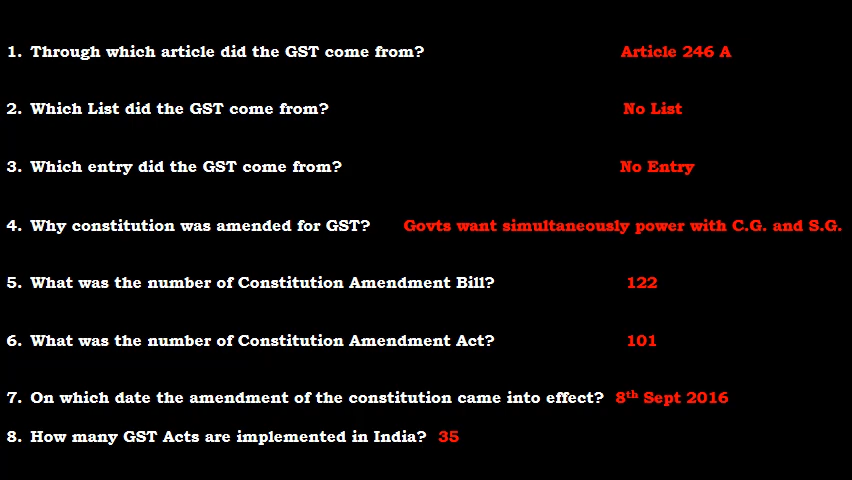 1. Through which article did the GST come from? Article 246 A
2. Which List did the GST come from? No List
3. Which entry did the GST come from? No Entry
4. Why constitution was amended for GST? Govts want simultaneously power with C.G. and S.G.
5. What was the number of Constitution Amendment Bill? 122
6. What was the number of Constitution Amendment Act? 101
7. On which date the amendment of the constitution came into effect? 8th Sept 2016
8. How many GST Acts are implemented in India? 35